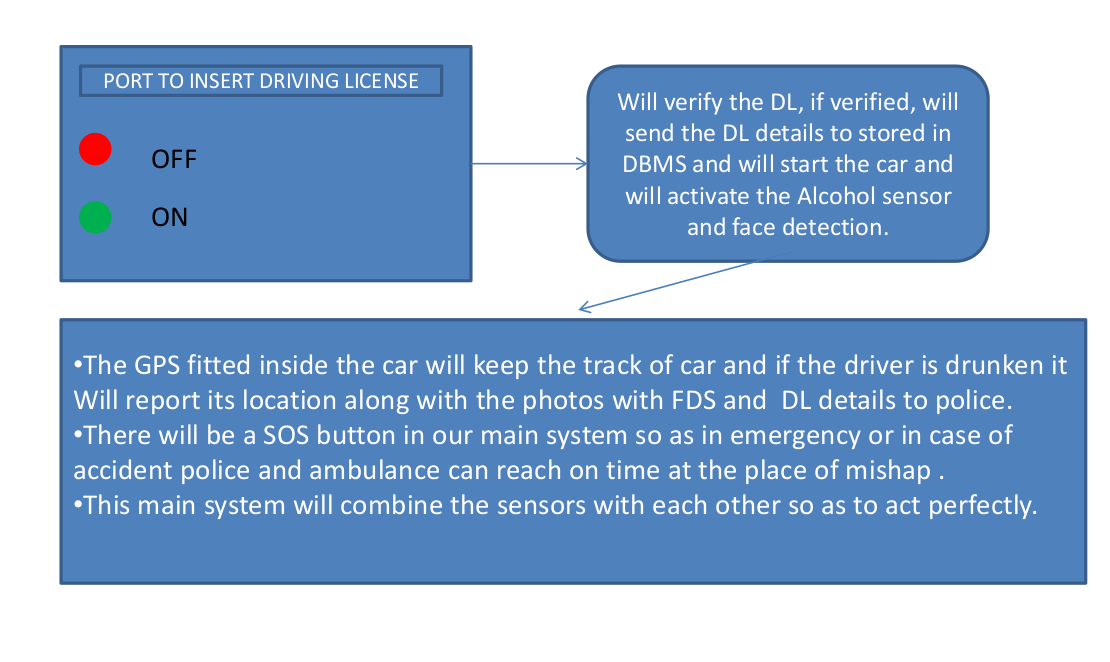 PORT TO INSERT DRIVING LICENSE
OFF
ON
Will verify the DL, if verified, will
send the DL details to stored in
DBMS and will start the car and
will activate the Alcohol sensor
and face detection.
•The GPS fitted inside the car will keep the track of car and if the driver is drunken it
Will report its location along with the photos with FDS and  DL details to police.
•There will be a SOS button in our main system so as in emergency or in case of
accident police and ambulance can reach on time at the place of mishap .
•This main system will combine the sensors with each other so as to act perfectly.